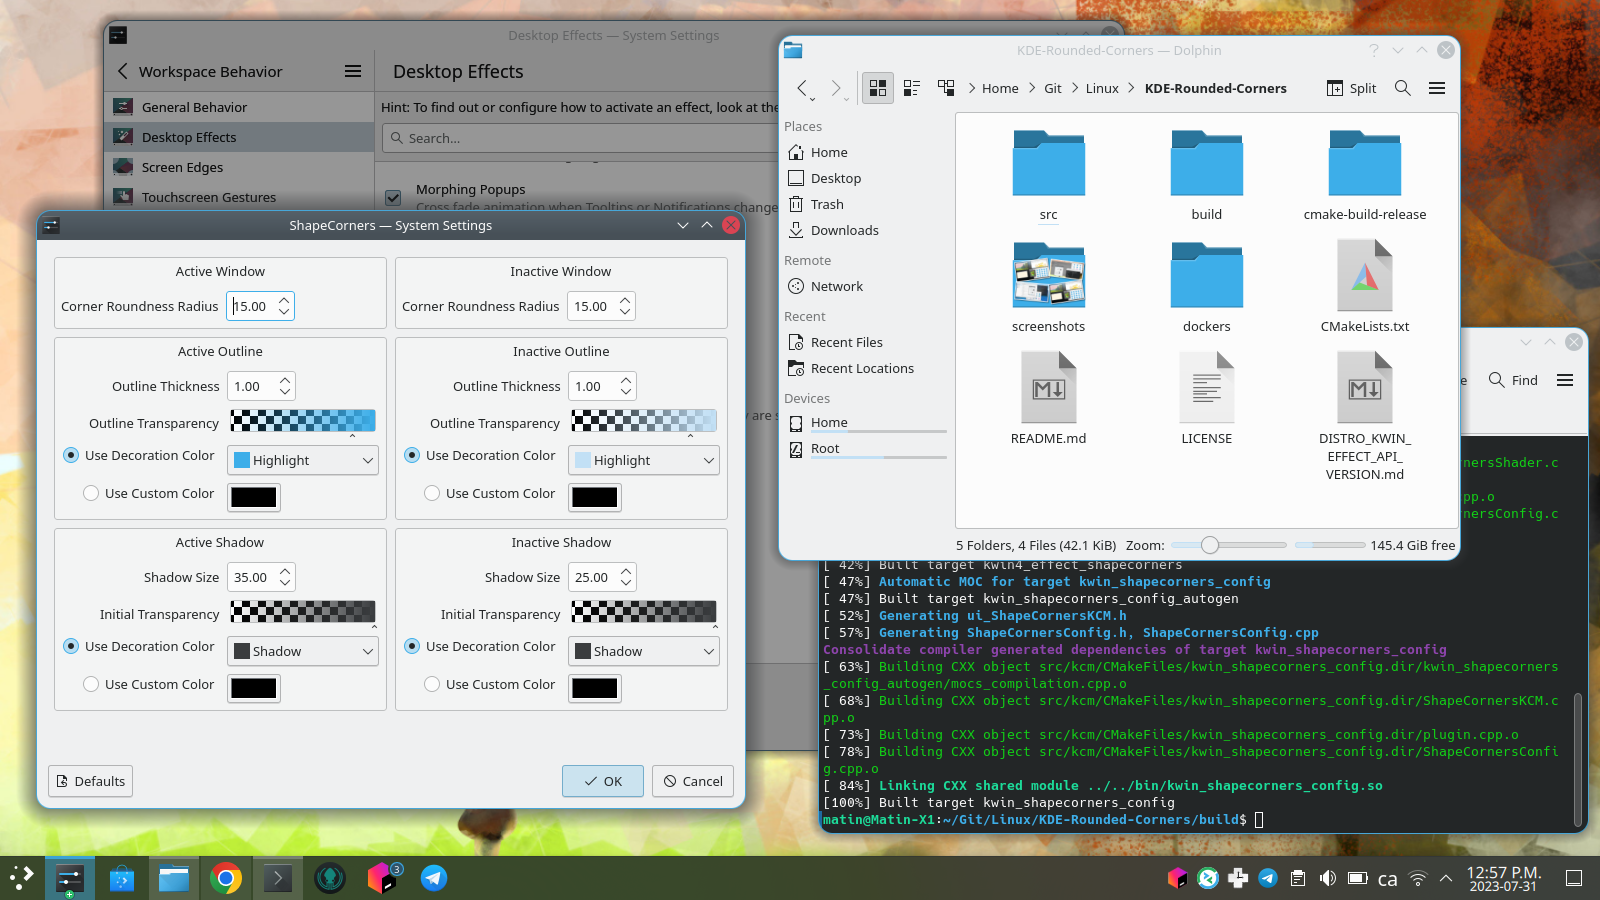 Desktop Effects — System Settings
Workspace Behavior
Desktop Effects
General Behavior
Desktop Effects
Screen Edges
Touchscreen Gestures
Hint: To find out or configure how to activate an effect, look at the
Search...
Morphing Popups
Cross fade animation when Tooltips or Notifications change
y are s
ShapeCorners — System Settings
Active Window
Corner Roundness Radius 15.00
Inactive Window
Corner Roundness Radius 15.00
Active Outline
Outline Thickness 1.00
Outline Transparency
Use Decoration Color Highlight
Use Custom Color
Inactive Outline
Outline Thickness 1.00
Outline Transparency
Use Decoration Color Highlight
Use Custom Color
Active Shadow
Shadow Size 35.00
Initial Transparency
Use Decoration Color Shadow
Use Custom Color
Inactive Shadow
Shadow Size 25.00
Initial Transparency
Use Decoration Color Shadow
Use Custom Color
Defaults
OK
Cancel
KDE-Rounded-Corners — Dolphin
Home Git Linux KDE-Rounded-Corners
Split
Places
Home
Desktop
Trash
Downloads
Remote
Network
Recent
Recent Files
Recent Locations
Devices
Home
Root
src
build
cmake-build-release
screenshots
dockers
CMakeLists.txt
README.md
LICENSE
DISTRO_KWIN_
EFFECT_API_
VERSION.md
5 Folders, 4 Files (42.1 KiB) Zoom: 145.4 GiB free
e Find
nersShader.c
pp.o
nersConfig.c
[ 42%] Built target kwin4_effect_shapecorners
[ 47%] Automatic MOC for target kwin_shapecorners_config
[ 47%] Built target kwin_shapecorners_config_autogen
[ 52%] Generating ui_ShapeCornersKCM.h
[ 57%] Generating ShapeCornersConfig.h, ShapeCornersConfig.cpp
Consolidate compiler generated dependencies of target kwin_shapecorners_config
[ 63%] Building CXX object src/kcm/CMakeFiles/kwin_shapecorners_config.dir/kwin_shapecorners
_config_autogen/mocs_compilation.cpp.o
[ 68%] Building CXX object src/kcm/CMakeFiles/kwin_shapecorners_config.dir/ShapeCornersKCM.c
pp.o
[ 73%] Building CXX object src/kcm/CMakeFiles/kwin_shapecorners_config.dir/plugin.cpp.o
[ 78%] Building CXX object src/kcm/CMakeFiles/kwin_shapecorners_config.dir/ShapeCornersConfi
g.cpp.o
[ 84%] Linking CXX shared module ../../bin/kwin_shapecorners_config.so
[100%] Built target kwin_shapecorners_config
matin@Matin-X1:~/Git/Linux/KDE-Rounded-Corners/build$
3
ca
12:57 P.M.
2023-07-31